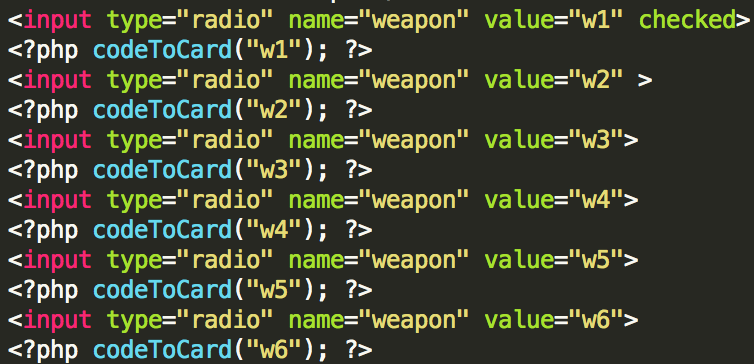 <input type="radio" name="weapon" value="w1" checked>
<?php codeToCard("w1"); ?>
<input type="radio" name="weapon" value="w2" >
<?php codeToCard("w2"); ?>
<input type="radio" name="weapon" value="w3">
<?php codeToCard("w3"); ?>
<input type="radio" name="weapon" value="w4">
<?php codeToCard("w4"); ?>
<input type="radio" name="weapon" value="w5">
<?php codeToCard("w5"); ?>
<input type="radio" name="weapon" value="w6">
<?php codeToCard("w6"); ?>